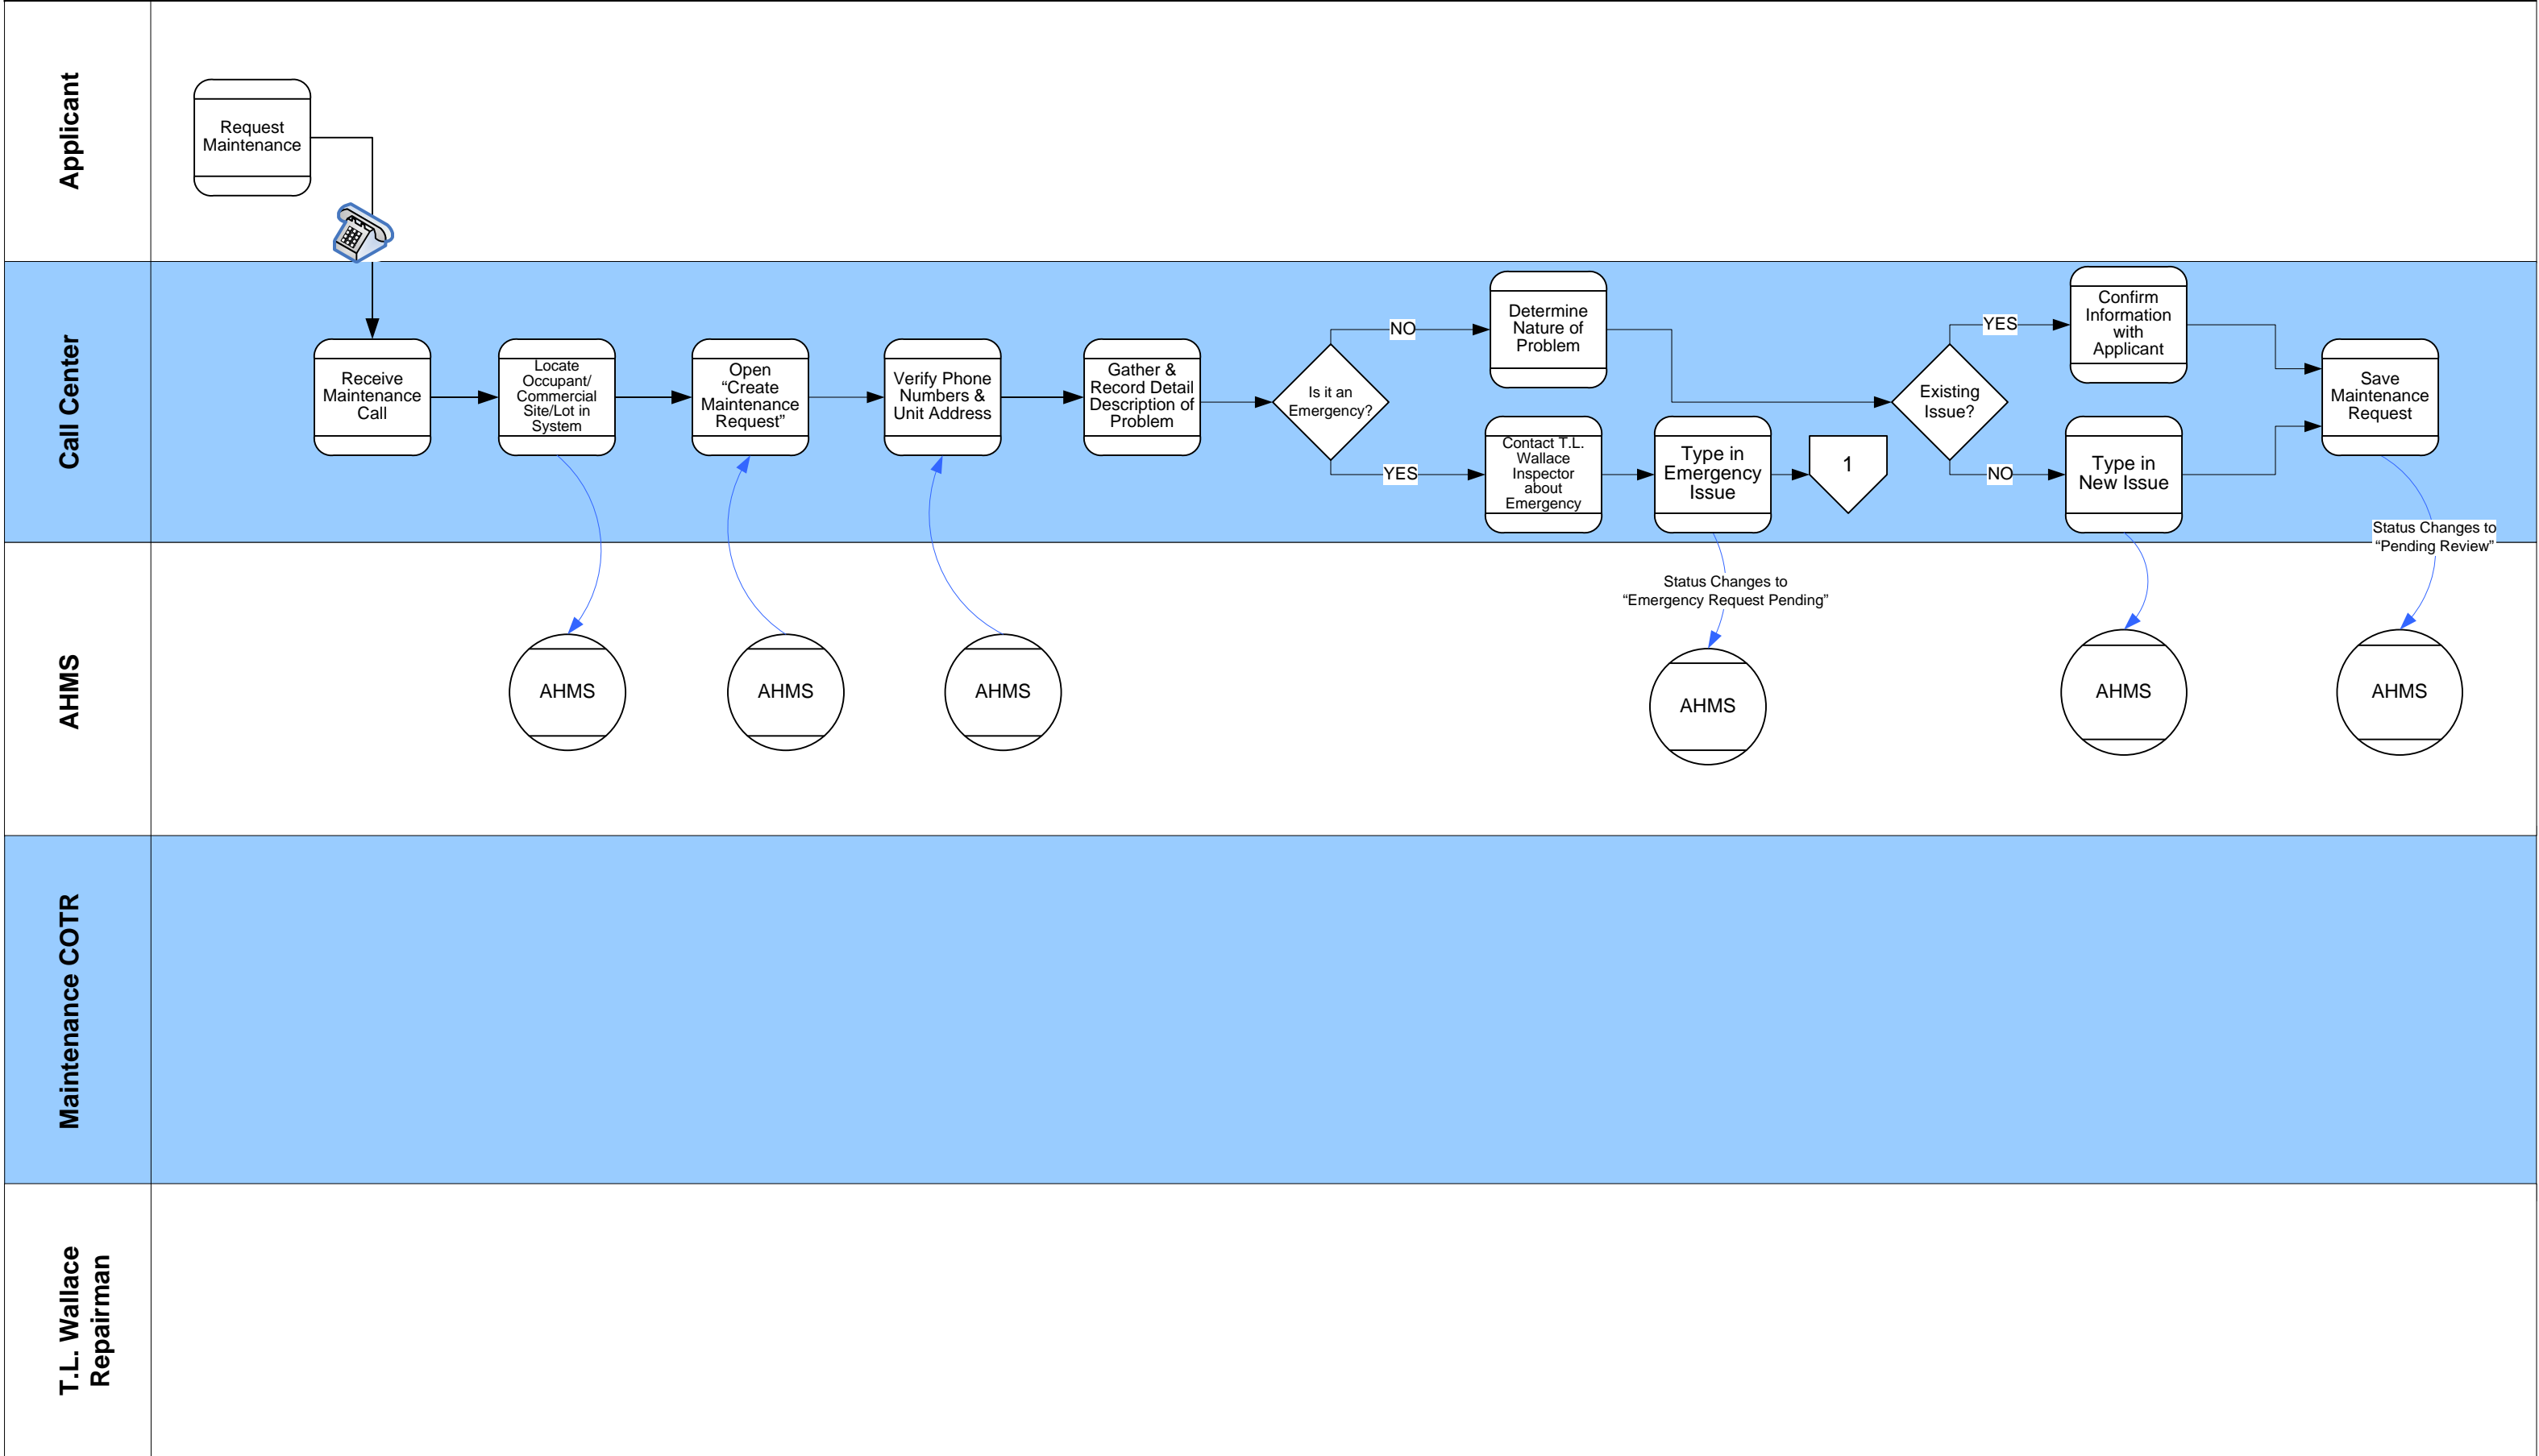 Applicant
Request
Maintenance
Call Center
Receive
Maintenance
Call
Locate
Occupant/
Commercial
Site/Lot in
System
Open
“Create
Maintenance
Request”
Verify Phone
Numbers &
Unit Address
Gather &
Record Detail
Description of
Problem
Is it an
Emergency?
NO
Determine
Nature of
Problem
YES
Contact T.L.
Wallace
Inspector
about
Emergency
Type in
Emergency
Issue
1
Existing
Issue?
YES
Confirm
Information
with
Applicant
NO
Type in
New Issue
Save
Maintenance
Request
Status Changes to
“Pending Review”
Status Changes to
“Emergency Request Pending”
AHMS
AHMS
AHMS
AHMS
AHMS
AHMS
AHMS
Maintenance COTR
T.L. Wallace
Repairman